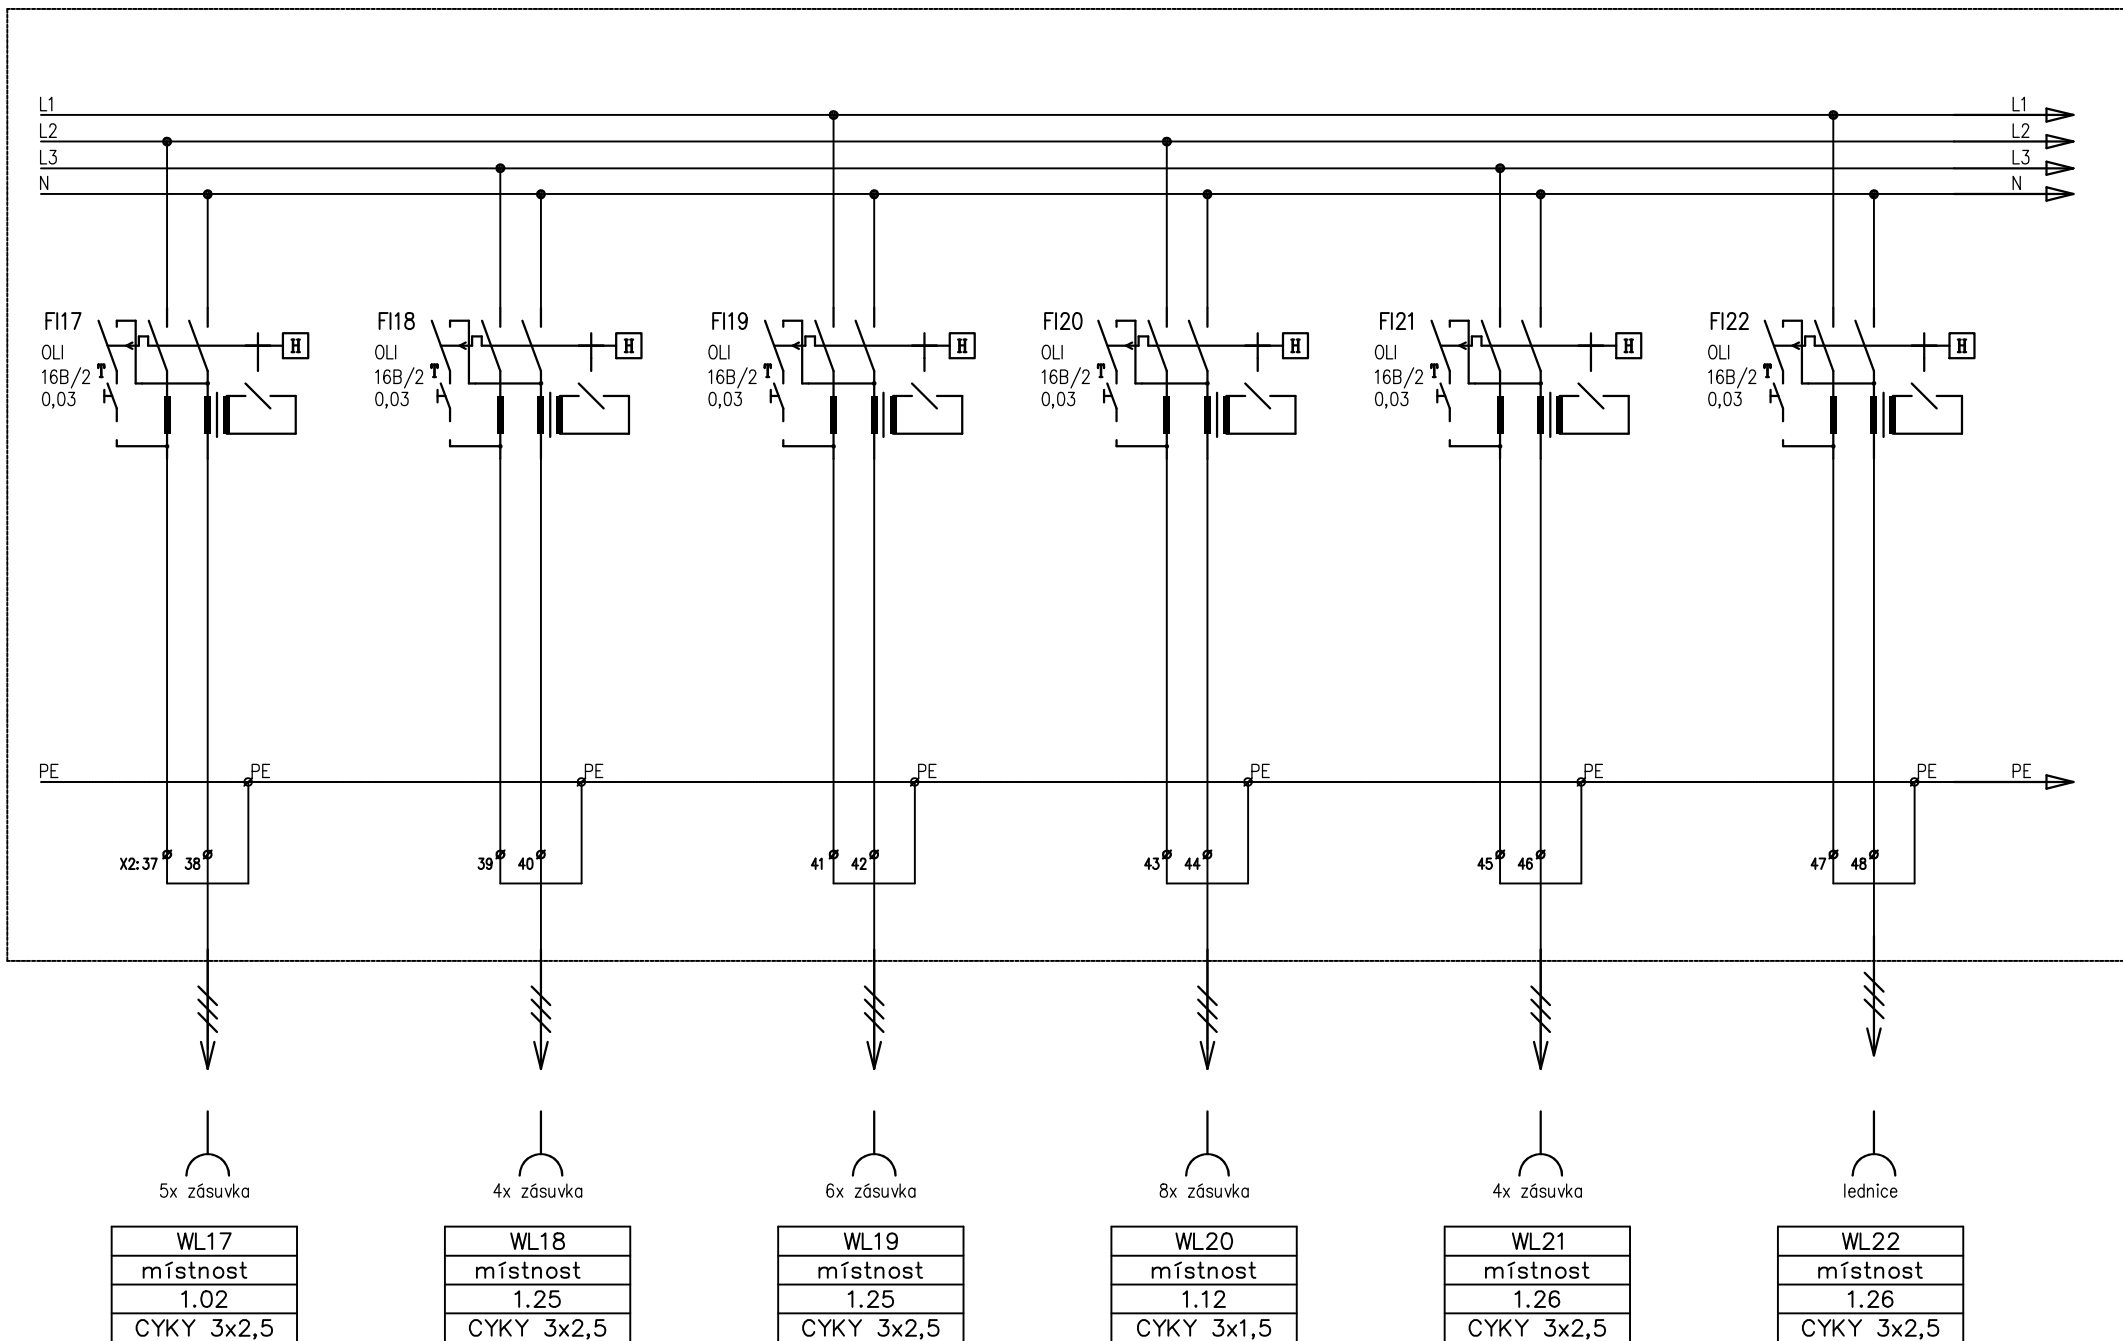 L1 L1
L2 L2
L3 L3
N N
FI17 FI18 FI19 FI20 FI21 FI22
H H H H H H
OLI OLI OLI OLI OLI OLI
16B/2 T 16B/2 T 16B/2 T 16B/2 T 16B/2 T 16B/2 T
0,03 0,03 0,03 0,03 0,03 0,03
PE PE PE PE PE PE PE PE
X2:37 38 39 40 41 42 43 44 45 46 47 48
5x zásuvka 4x zásuvka 6x zásuvka 8x zásuvka 4x zásuvka lednice
WL17 WL18 WL19 WL20 WL21 WL22
místnost místnost místnost místnost místnost místnost
1.02 1.25 1.25 1.12 1.26 1.26
CYKY 3x2,5 CYKY 3x2,5 CYKY 3x2,5 CYKY 3x1,5 CYKY 3x2,5 CYKY 3x2,5